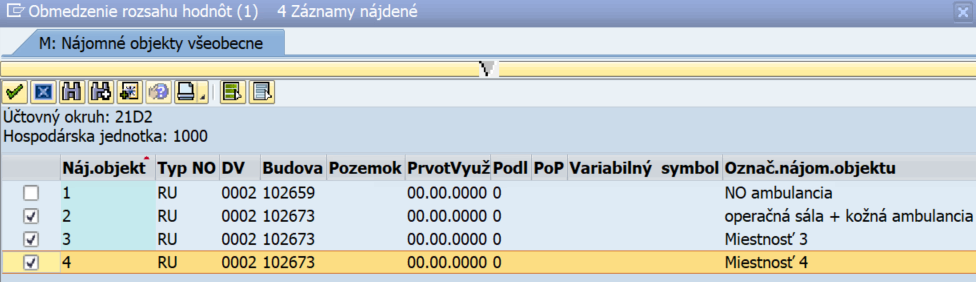 Obmedzenie rozsahu hodnôt (1) 4 Záznamy nájdené
M: Nájomné objekty všeobecne
Účtovný okruh: 21D2
Hospodárska jednotka: 1000
Náj.objekt Typ NO DV Budova Pozemok PrvotVyuž Podl PoP Variabilný symbol Označ.nájom.objektu
1 RU 0002 102659 00.00.0000 0 NO ambulancia
2 RU 0002 102673 00.00.0000 0 operačná sála + kožná ambulancia
3 RU 0002 102673 00.00.0000 0 Miestnosť 3
4 RU 0002 102673 00.00.0000 0 Miestnosť 4